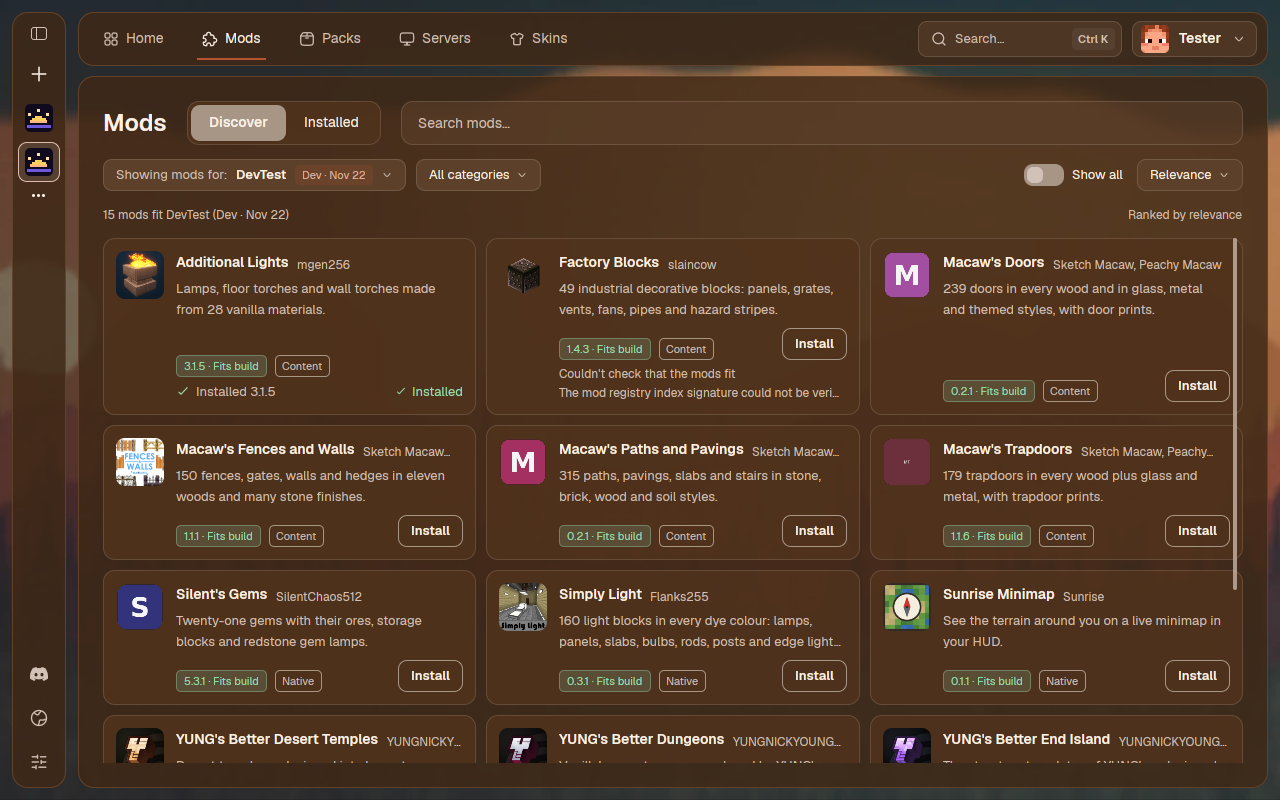 Home
Mods
Packs
Servers
Skins
Search...
Ctrl K
Tester
Mods
Discover
Installed
Search mods...
Showing mods for: DevTest Dev · Nov 22
All categories
Show all
Relevance
15 mods fit DevTest (Dev · Nov 22)
Ranked by relevance
Additional Lights mgen256
Lamps, floor torches and wall torches made
from 28 vanilla materials.
3.1.5 · Fits build
Content
Installed 3.1.5
Installed
Factory Blocks slaincow
49 industrial decorative blocks: panels, grates,
vents, fans, pipes and hazard stripes.
1.4.3 · Fits build
Content
Install
Couldn't check that the mods fit
The mod registry index signature could not be veri...
M
Macaw's Doors Sketch Macaw, Peachy Macaw
239 doors in every wood and in glass, metal
and themed styles, with door prints.
0.2.1 · Fits build
Content
Install
FENCES
WALLS
Macaw's Fences and Walls Sketch Macaw...
150 fences, gates, walls and hedges in eleven
woods and many stone finishes.
1.1.1 · Fits build
Content
Install
M
Macaw's Paths and Pavings Sketch Macaw...
315 paths, pavings, slabs and stairs in stone,
brick, wood and soil styles.
0.2.1 · Fits build
Content
Install
Macaw's Trapdoors Sketch Macaw, Peachy...
179 trapdoors in every wood plus glass and
metal, with trapdoor prints.
1.1.6 · Fits build
Content
Install
S
Silent's Gems SilentChaos512
Twenty-one gems with their ores, storage
blocks and redstone gem lamps.
5.3.1 · Fits build
Native
Install
Simply Light
Simply Light Flanks255
160 light blocks in every dye colour: lamps,
panels, slabs, bulbs, rods, posts and edge light...
0.3.1 · Fits build
Native
Install
Sunrise Minimap Sunrise
See the terrain around you on a live minimap in
your HUD.
0.1.1 · Fits build
Native
Install
YUNG's Better Desert Temples YUNGNICKY...
YUNG's Better Dungeons YUNGNICKYOUNG...
YUNG's Better End Island YUNGNICKYOUNG...